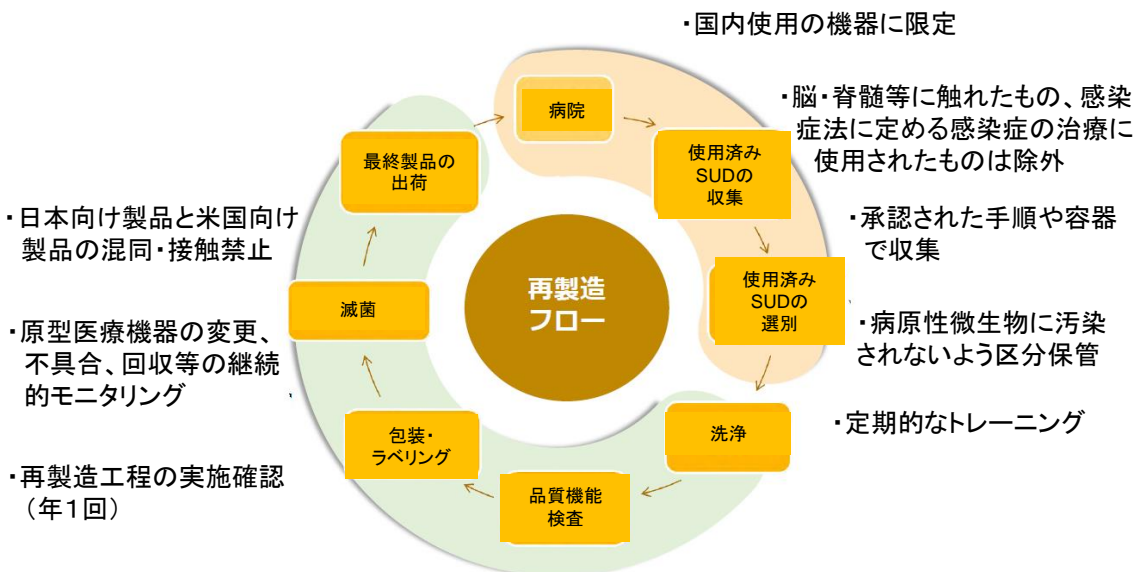 ・国内使用の機器に限定
・脳・脊髄等に触れたもの、感染
症法に定める感染症の治療に
使用されたものは除外
・承認された手順や容器
で収集
・病原性微生物に汚染
されないよう区分保管
・定期的なトレーニング
・日本向け製品と米国向け
製品の混同・接触禁止
・原型医療機器の変更、
不具合、回収等の継続
的モニタリング
・再製造工程の実施確認
（年１回）
再製造
フロー
病院
使用済み
SUDの
収集
使用済み
SUDの
選別
洗浄
品質機能
検査
包装・
ラベリング
滅菌
最終製品の
出荷